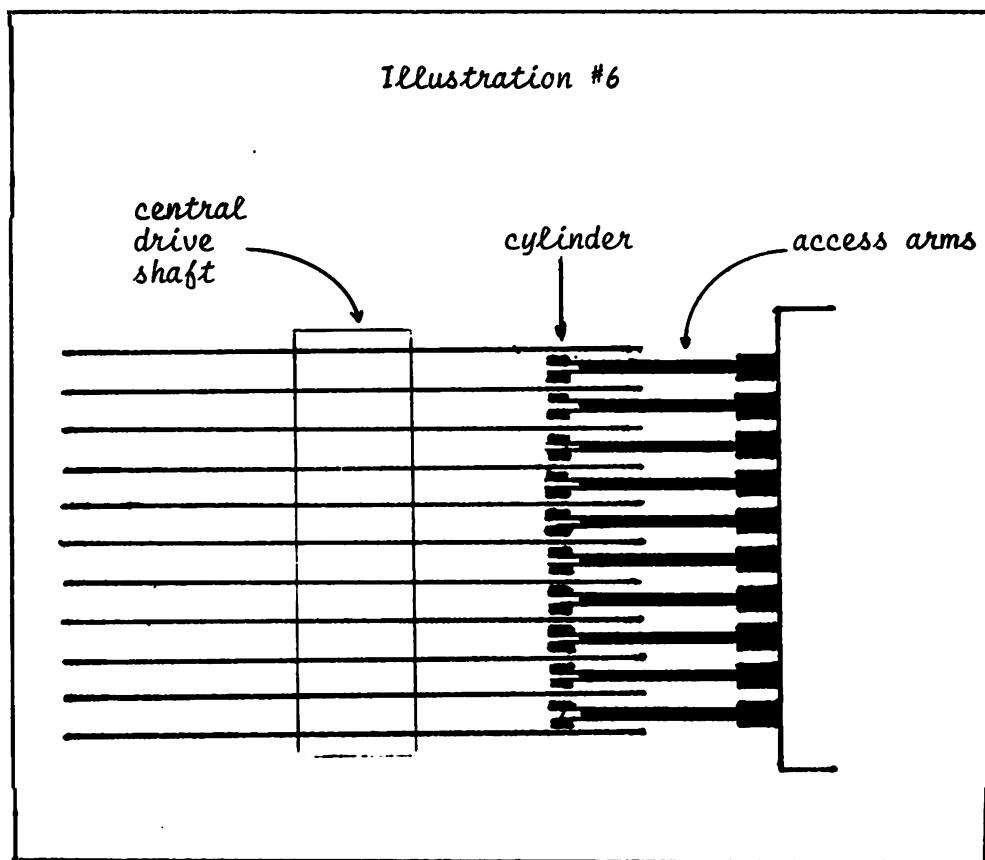 Illustration #6
central
drive
shaft
cylinder
access arms